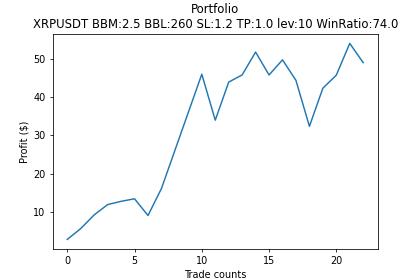 Portfolio
XRPUSDT BBM:2.5 BBL:260 SL:1.2 TP:1.0 lev:10 WinRatio:74.0
50
40
30
20
10
Profit ($)
0 5 10 15 20
Trade counts